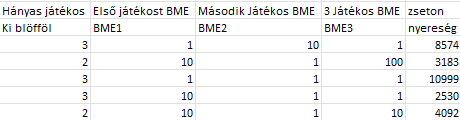 Hányas játékos Első játékost BME Második Játékos BME 3 Játékos BME zseton
Ki blöfföl BME1 BME2 BME3 nyereség
3 1 10 1 8574
2 10 1 100 3183
3 1 1 1 10999
3 10 1 1 2530
2 10 1 10 4092